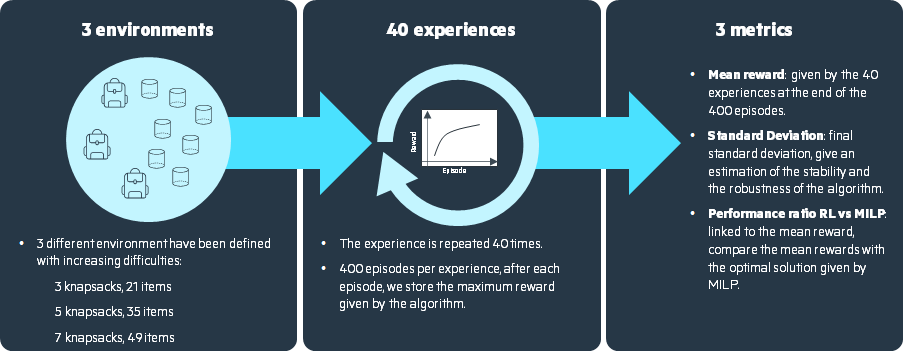 3 environments
• 3 different environment have been defined
with increasing difficulties:
3 knapsacks, 21 items
5 knapsacks, 35 items
7 knapsacks, 49 items
40 experiences
Reward
Episode
• The experience is repeated 40 times.
• 400 episodes per experience, after each
episode, we store the maximum reward
given by the algorithm.
3 metrics
• Mean reward: given by the 40
experiences at the end of the
400 episodes.
• Standard Deviation: final
standard deviation, give an
estimation of the stability and
the robustness of the algorithm.
• Performance ratio RL vs MILP:
linked to the mean reward,
compare the mean rewards with
the optimal solution given by
MILP.